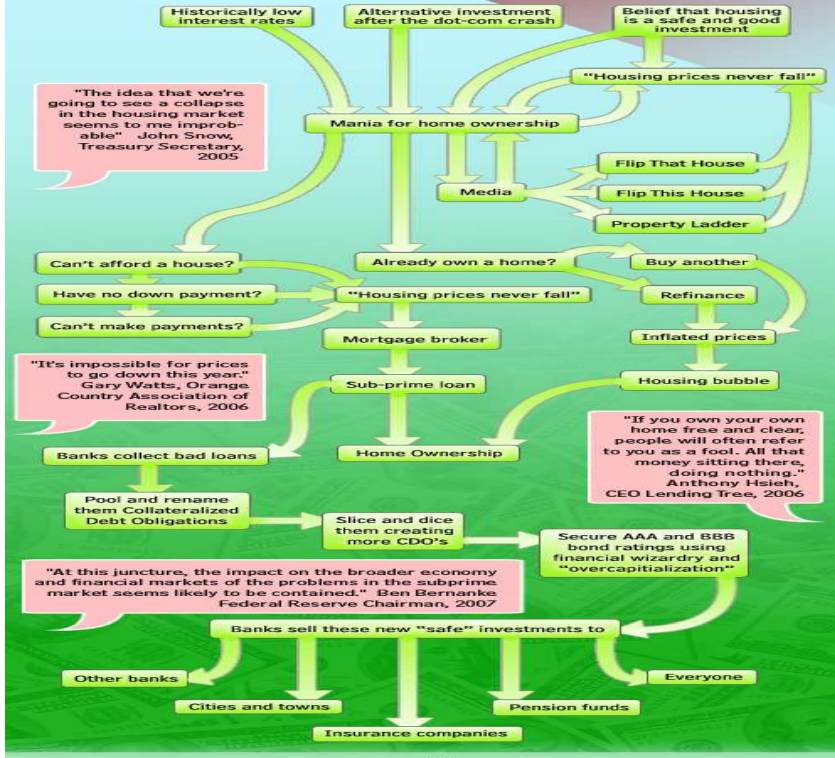 Historically low
interest rates
Alternative investment
after the dot-com crash
Belief that housing
is a safe and good
investment
"Housing prices never fall"
"The idea that we're
going to see a collapse
in the housing market
seems to me improb-
able" John Snow,
Treasury Secretary,
2005
Mania for home ownership
Media
Flip That House
Flip This House
Property Ladder
Can't afford a house?
Already own a home?
Buy another
Have no down payment?
"Housing prices never fall"
Refinance
Can't make payments?
Mortgage broker
Inflated prices
"It's impossible for prices
to go down this year."
Gary Watts, Orange
Country Association of
Realtors, 2006
Sub-prime loan
Housing bubble
"If you own your own
home free and clear,
people will often refer
to you as a fool. All that
money sitting there,
doing nothing."
Anthony Hsieh,
CEO Lending Tree, 2006
Banks collect bad loans
Home Ownership
Pool and rename
them Collateralized
Debt Obligations
Slice and dice
them creating
more CDO's
Secure AAA and BBB
bond ratings using
financial wizardry and
"overcapitialization"
"At this juncture, the impact on the broader economy
and financial markets of the problems in the subprime
market seems likely to be contained." Ben Bernanke
Federal Reserve Chairman, 2007
Banks sell these new "safe" investments to
Other banks
Cities and towns
Insurance companies
Pension funds
Everyone